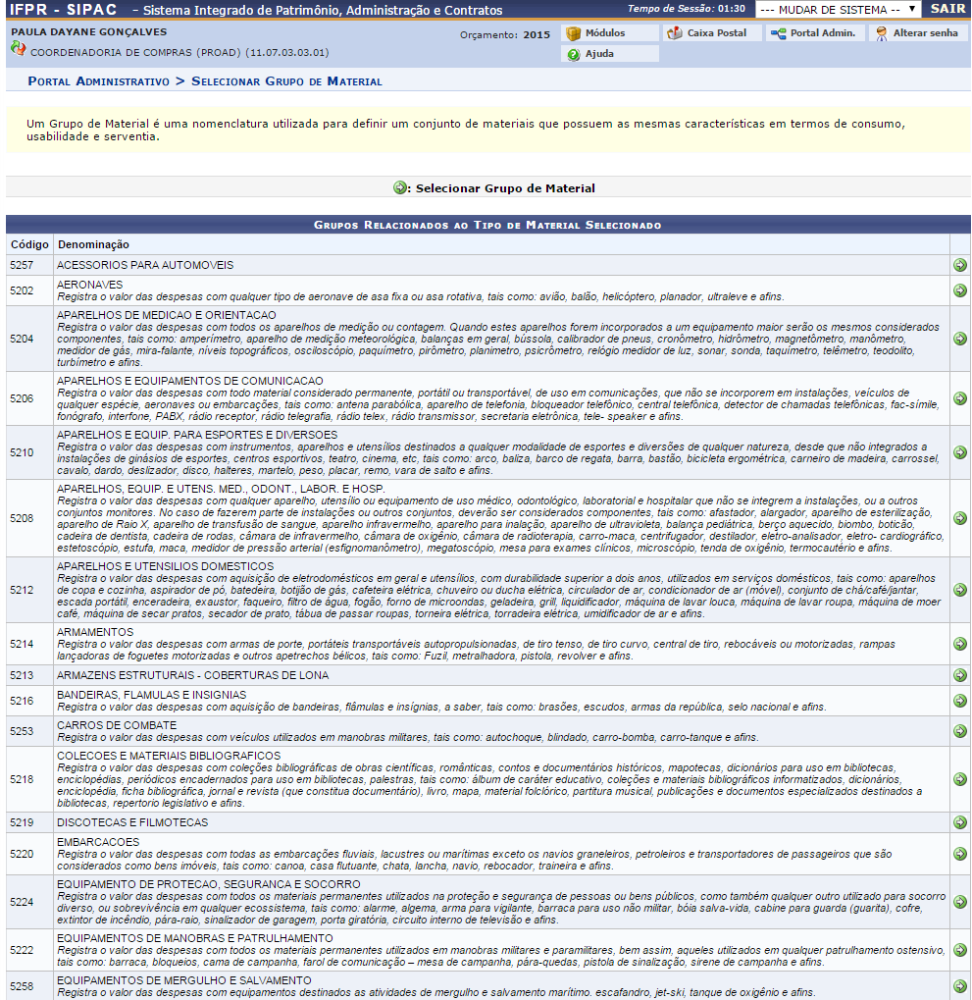 IFPR - SIPAC - Sistema Integrado de Patrimônio, Administração e Contratos
Tempo de Sessão: 01:30
--- MUDAR DE SISTEMA --
SAIR
PAULA DAYANE GONÇALVES
Orçamento: 2015
Módulos
Caixa Postal
Portal Admin.
Alterar senha
COORDENADORIA DE COMPRAS (PROAD) (11.07.03.03.01)
Ajuda
PORTAL ADMINISTRATIVO > SELECIONAR GRUPO DE MATERIAL
Um Grupo de Material é uma nomenclatura utilizada para definir um conjunto de materiais que possuem as mesmas características em termos de consumo,
usabilidade e serventia.
: Selecionar Grupo de Material
GRUPOS RELACIONADOS AO TIPO DE MATERIAL SELECIONADO
Código Denominação
5257 ACESSORIOS PARA AUTOMOVEIS
5202 AERONAVES
Registra o valor das despesas com qualquer tipo de aeronave de asa fixa ou asa rotativa, tais como: avião, balão, helicóptero, planador, ultraleve e afins.
5204 APARELHOS DE MEDICAO E ORIENTACAO
Registra o valor das despesas com todos os aparelhos de medição ou contagem. Quando estes aparelhos forem incorporados a um equipamento maior serão os mesmos considerados
componentes, tais como: amperímetro, aparelho de medição meteorológica, balanças em geral, bússola, calibrador de pneus, cronômetro, hidrômetro, magnetômetro, manômetro,
medidor de gás, mira-falante, níveis topográficos, osciloscópio, paquímetro, pirômetro, planimetro, psicrômetro, relógio medidor de luz, sonar, sonda, taquímetro, telêmetro, teodolito,
turbímetro e afins.
5206 APARELHOS E EQUIPAMENTOS DE COMUNICACAO
Registra o valor das despesas com todo material considerado permanente, portátil ou transportável, de uso em comunicações, que não se incorporem em instalações, veículos de
qualquer espécie, aeronaves ou embarcações, tais como: antena parabólica, aparelho de telefonia, bloqueador telefônico, central telefônica, detector de chamadas telefônicas, fac-símile,
fonógrafo, interfone, PABX, rádio receptor, rádio telegrafia, rádio telex, rádio transmissor, secretaria eletrônica, tele- speaker e afins.
5210 APARELHOS E EQUIP. PARA ESPORTES E DIVERSOES
Registra o valor das despesas com instrumentos, aparelhos e utensílios destinados a qualquer modalidade de esportes e diversões de qualquer natureza, desde que não integrados a
instalações de ginásios de esportes, centros esportivos, teatro, cinema, etc, tais como: arco, baliza, barco de regata, barra, bastão, bicicleta ergométrica, carneiro de madeira, carrossel,
cavalo, dardo, deslizador, disco, halteres, martelo, peso, placar, remo, vara de salto e afins.
5208 APARELHOS, EQUIP. E UTENS. MED., ODONT., LABOR. E HOSP.
Registra o valor das despesas com qualquer aparelho, utensílio ou equipamento de uso médico, odontológico, laboratorial e hospitalar que não se integrem a instalações, ou a outros
conjuntos monitores. No caso de fazerem parte de instalações ou outros conjuntos, deverão ser considerados componentes, tais como: afastador, alargador, aparelho de esterilização,
aparelho de Raio X, aparelho de transfusão de sangue, aparelho infravermelho, aparelho para inalação, aparelho de ultravioleta, balança pediátrica, berço aquecido, biombo, boticão,
cadeira de dentista, cadeira de rodas, câmara de infravermelho, câmara de oxigênio, câmara de radioterapia, carro-maca, centrifugador, destilador, eletro-analisador, eletro- cardiográfico,
estetoscópio, estufa, maca, medidor de pressão arterial (esfignomanômetro), megatoscópio, mesa para exames clínicos, microscópio, tenda de oxigênio, termocautério e afins.
5212 APARELHOS E UTENSILIOS DOMESTICOS
Registra o valor das despesas com aquisição de eletrodomésticos em geral e utensílios, com durabilidade superior a dois anos, utilizados em serviços domésticos, tais como: aparelhos
de copa e cozinha, aspirador de pó, batedeira, botijão de gás, cafeteira elétrica, chuveiro ou ducha elétrica, circulador de ar, condicionador de ar (móvel), conjunto de chá/café/jantar,
escada portátil, enceradeira, exaustor, faqueiro, filtro de água, fogão, forno de microondas, geladeira, grill, liquidificador, máquina de lavar louca, máquina de lavar roupa, máquina de moer
café, máquina de secar pratos, secador de prato, tábua de passar roupas, torneira elétrica, torradeira elétrica, umidificador de ar e afins.
5214 ARMAMENTOS
Registra o valor das despesas com armas de porte, portáteis transportáveis autopropulsionadas, de tiro tenso, de tiro curvo, central de tiro, rebocáveis ou motorizadas, rampas
lançadoras de foguetes motorizadas e outros apetrechos bélicos, tais como: Fuzil, metralhadora, pistola, revolver e afins.
5213 ARMAZENS ESTRUTURAIS - COBERTURAS DE LONA
5216 BANDEIRAS, FLAMULAS E INSIGNIAS
Registra o valor das despesas com aquisição de bandeiras, flâmulas e insígnias, a saber, tais como: brasões, escudos, armas da república, selo nacional e afins.
5253 CARROS DE COMBATE
Registra o valor das despesas com veículos utilizados em manobras militares, tais como: autochoque, blindado, carro-bomba, carro-tanque e afins.
5218 COLECOES E MATERIAIS BIBLIOGRAFICOS
Registra o valor das despesas com coleções bibliográficas de obras científicas, românticas, contos e documentários históricos, mapotecas, dicionários para uso em bibliotecas,
enciclopédias, periódicos encadernados para uso em bibliotecas, palestras, tais como: álbum de caráter educativo, coleções e materiais bibliográficos informatizados, dicionários,
enciclopédia, ficha bibliográfica, jornal e revista (que constitua documentário), livro, mapa, material folclórico, partitura musical, publicações e documentos especializados destinados a
bibliotecas, repertorio legislativo e afins.
5219 DISCOTECAS E FILMOTECAS
5220 EMBARCACOES
Registra o valor das despesas com todas as embarcações fluviais, lacustres ou marítimas exceto os navios graneleiros, petroleiros e transportadores de passageiros que são
considerados como bens imóveis, tais como: canoa, casa flutuante, chata, lancha, navio, rebocador, traineira e afins.
5224 EQUIPAMENTO DE PROTECAO, SEGURANCA E SOCORRO
Registra o valor das despesas com todos os materiais permanentes utilizados na proteção e segurança de pessoas ou bens públicos, como também qualquer outro utilizado para socorro
diverso, ou sobrevivência em qualquer ecossistema, tais como: alarme, algema, arma para vigilante, barraca para uso não militar, bóia salva-vida, cabine para guarda (guarita), cofre,
extintor de incêndio, pára-raio, sinalizador de garagem, porta giratória, circuito interno de televisão e afins.
5222 EQUIPAMENTOS DE MANOBRAS E PATRULHAMENTO
Registra o valor das despesas com todos os materiais permanentes utilizados em manobras militares e paramilitares, bem assim, aqueles utilizados em qualquer patrulhamento ostensivo,
tais como: barraca, bloqueios, cama de campanha, farol de comunicação – mesa de campanha, pára-quedas, pistola de sinalização, sirene de campanha e afins.
5258 EQUIPAMENTOS DE MERGULHO E SALVAMENTO
Registra o valor das despesas com equipamentos destinados as atividades de mergulho e salvamento marítimo. escafandro, jet-ski, tanque de oxigênio e afins.